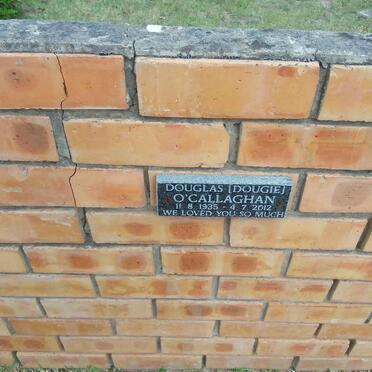 DOUGLAS [DOUGIE]
O'CALLAGHAN
11.8.1935 - 4.7.2012
WE LOVED YOU SO MUCH